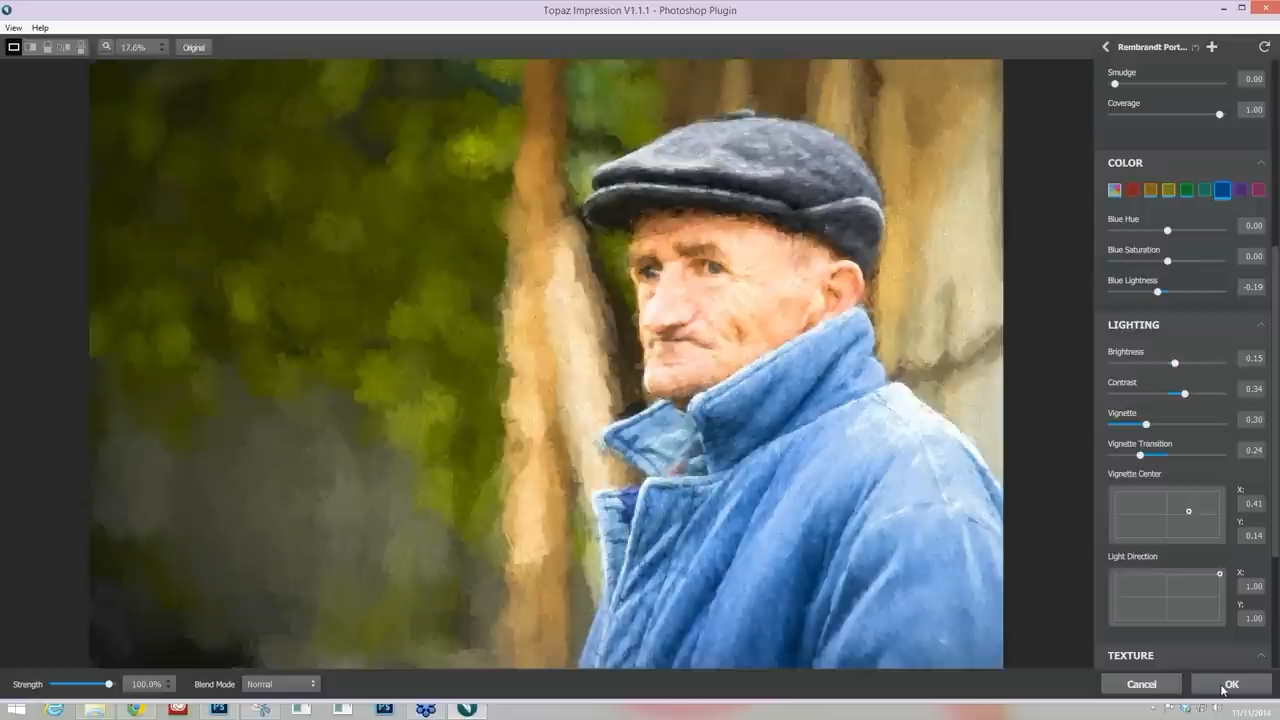 Topaz Impression V1.1.1 - Photoshop Plugin
View Help
17.6% Original
Rembrandt Port... (*)
Smudge 0.00
Coverage 1.00
COLOR
Blue Hue 0.00
Blue Saturation 0.00
Blue Lightness -0.19
LIGHTING
Brightness 0.15
Contrast 0.34
Vignette 0.30
Vignette Transition 0.24
Vignette Center
X:
0.41
Y:
0.14
Light Direction
X:
1.00
Y:
1.00
TEXTURE
Strength 100.0% Blend Mode Normal Cancel OK
11/11/2014